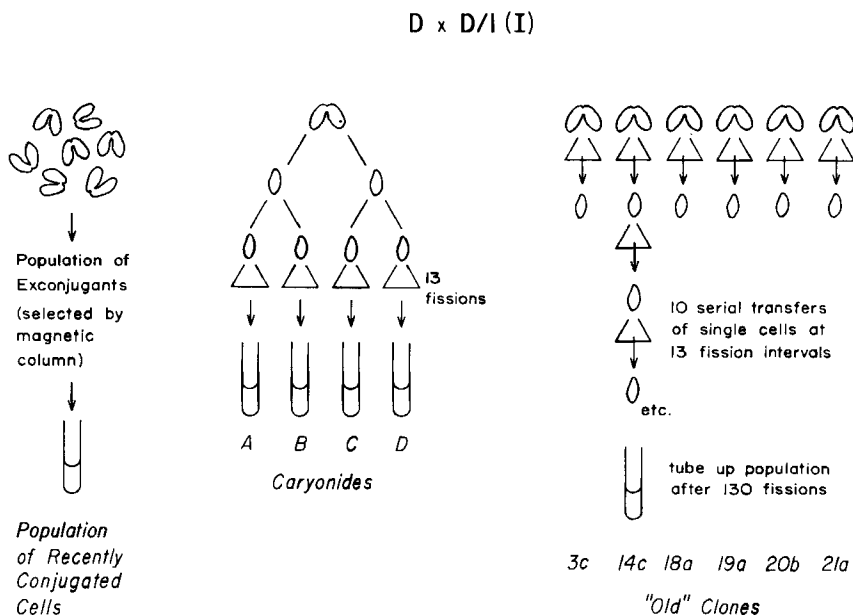 D x D/I (I)
Population of
Exconjugants
(selected by
magnetic
column)
Population
of Recently
Conjugated
Cells
13
fissions
A B C D
Caryonides
10 serial transfers
of single cells at
13 fission intervals
etc.
tube up population
after 130 fissions
3c 14c 18a 19a 20b 21a
"Old" Clones